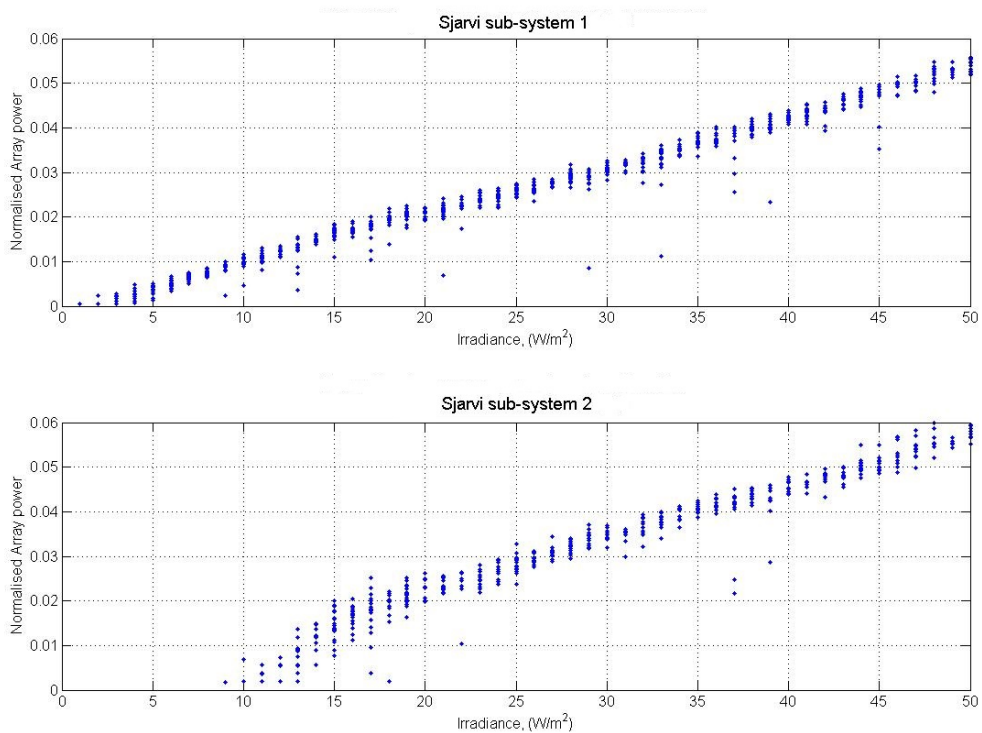 Sjarvi sub-system 1
0.06
0.05
0.04
0.03
0.02
0.01
0
Normalised Array power
0 5 10 15 20 25 30 35 40 45 50
Irradiance, (W/m²)
Sjarvi sub-system 2
0.06
0.05
0.04
0.03
0.02
0.01
0
Normalised Array power
0 5 10 15 20 25 30 35 40 45 50
Irradiance, (W/m²)